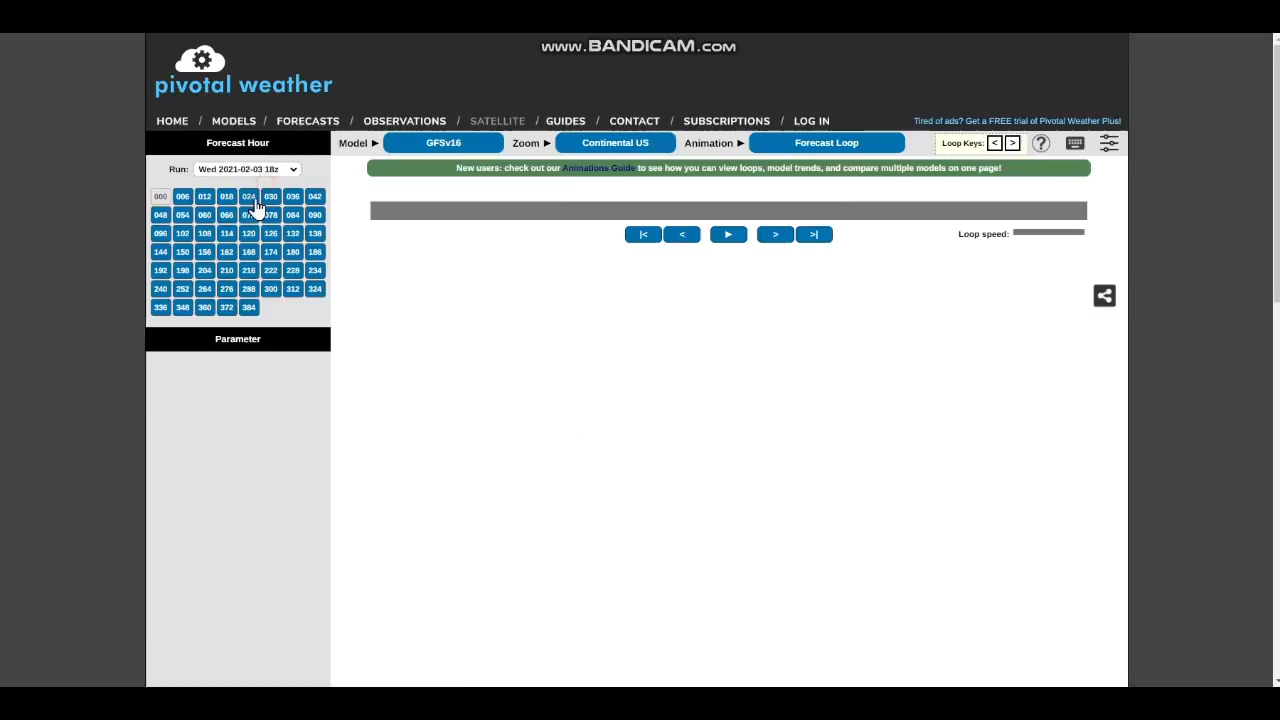 www.BANDICAM.com
pivotal weather
HOME / MODELS / FORECASTS / OBSERVATIONS / SATELLITE / GUIDES / CONTACT / SUBSCRIPTIONS / LOG IN
Tired of ads? Get a FREE trial of Pivotal Weather Plus!
Forecast Hour
Model ▶ GFSv16 Zoom ▶ Continental US Animation ▶ Forecast Loop Loop Keys: < > ?
Run: Wed 2021-02-03 18z
New users: check out our Animations Guide to see how you can view loops, model trends, and compare multiple models on one page!
000 006 012 018 024 030 036 042
048 054 060 066 078 084 090
096 102 108 114 120 126 132 138
144 150 156 162 168 174 180 186
192 198 204 210 216 222 228 234
240 252 264 276 288 300 312 324
336 348 360 372 384
|< < ▶ > >| Loop speed:
Parameter